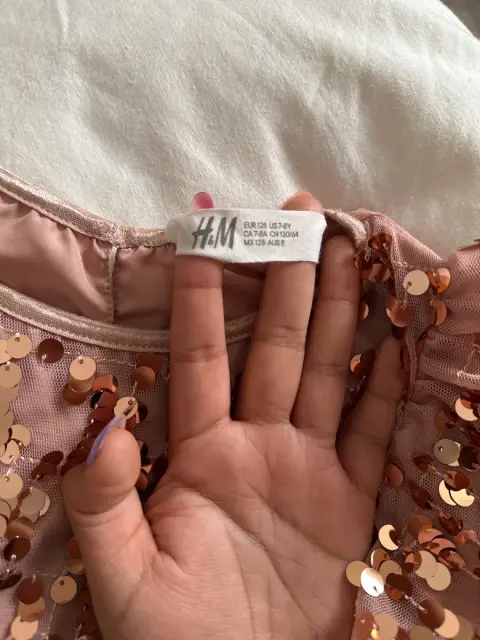 H&M
EUR 128 US 7-8Y
CA 7-8A CN 130/64
MX 128 AUS 8